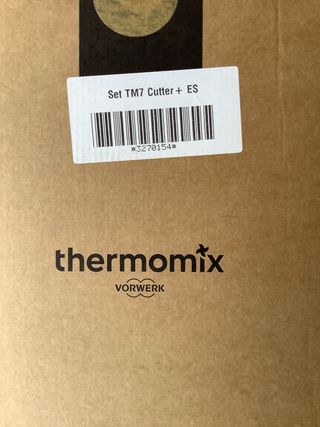 Set TM7 Cutter+ ES
*3270154*
thermomix
VORWERK